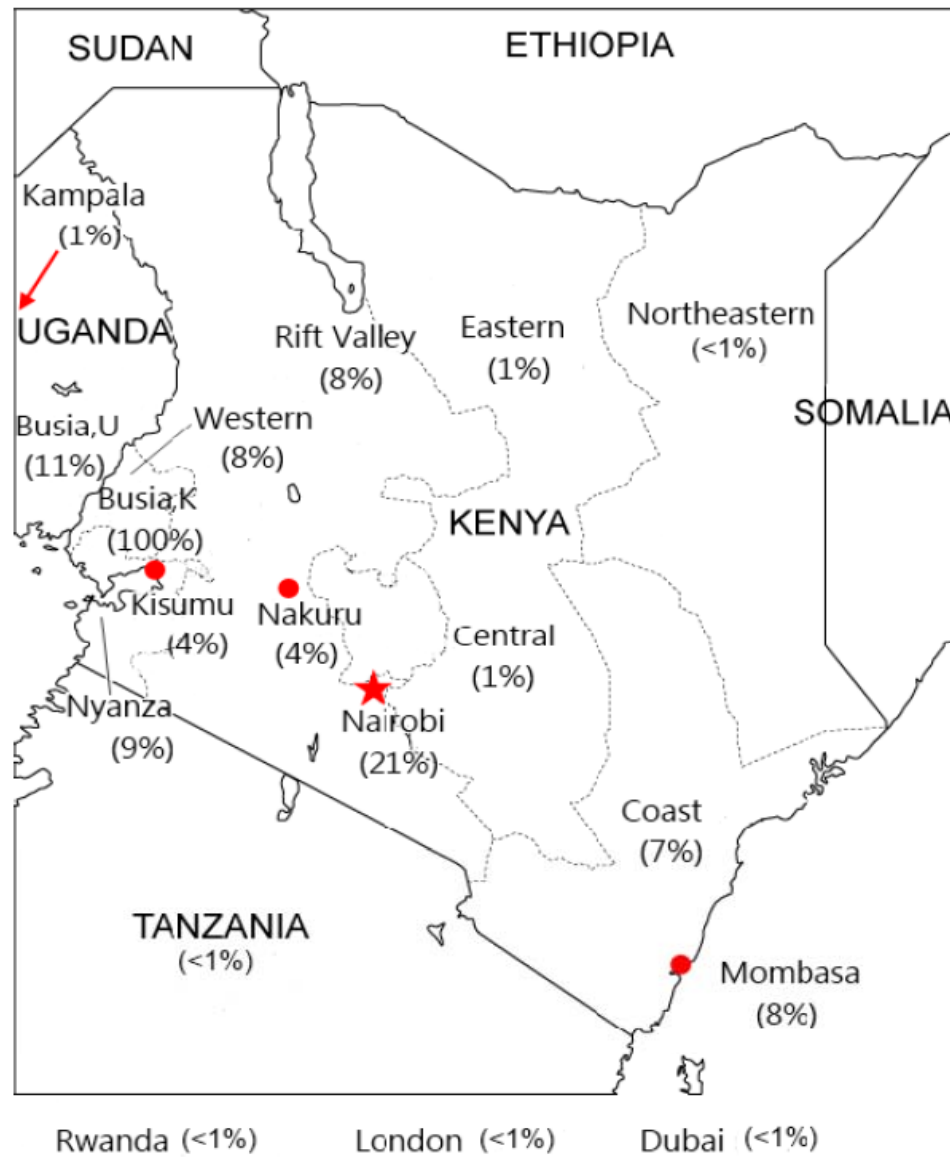 SUDAN
ETHIOPIA
Kampala
(1%)
UGANDA
Rift Valley
(8%)
Eastern
(1%)
Northeastern
(<1%)
SOMALIA
Busia,U
(11%)
Western
(8%)
Busia,K
(100%)
KENYA
Kisumu
(4%)
Nakuru
(4%)
Central
(1%)
Nyanza
(9%)
Nairobi
(21%)
Coast
(7%)
TANZANIA
(<1%)
Mombasa
(8%)
Rwanda (<1%) London (<1%) Dubai (<1%)